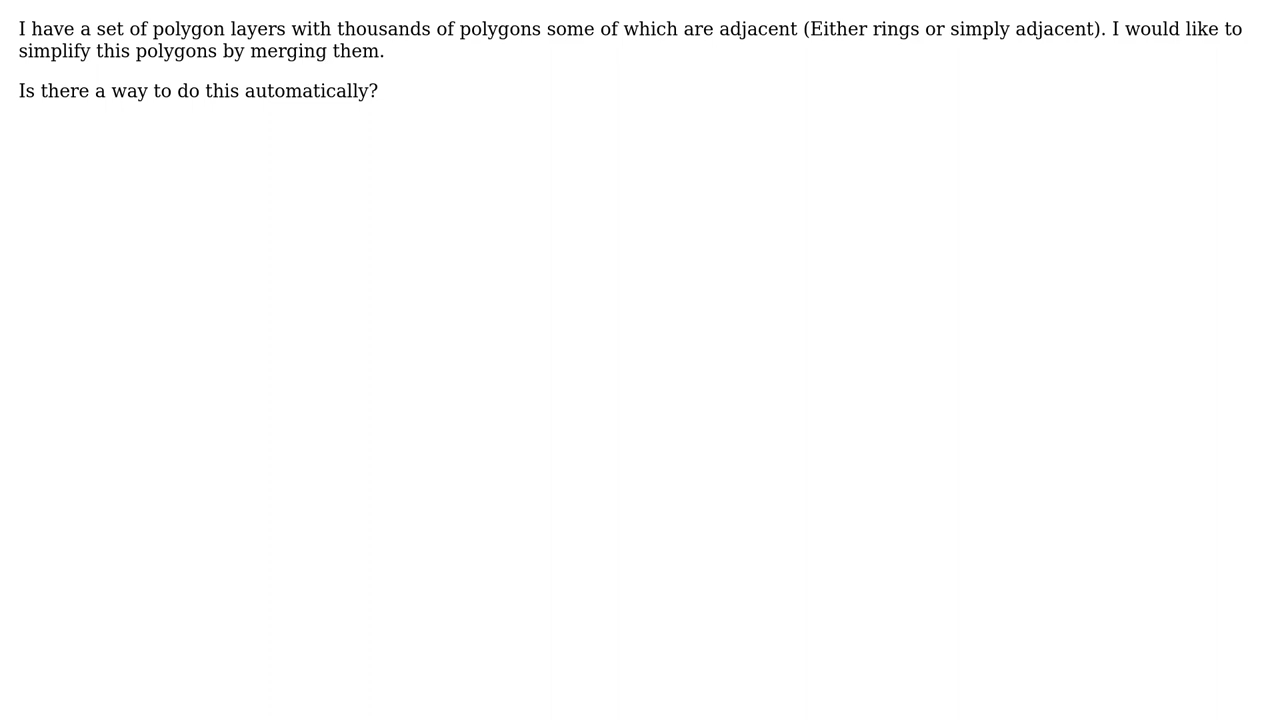 I have a set of polygon layers with thousands of polygons some of which are adjacent (Either rings or simply adjacent). I would like to
simplify this polygons by merging them.
Is there a way to do this automatically?